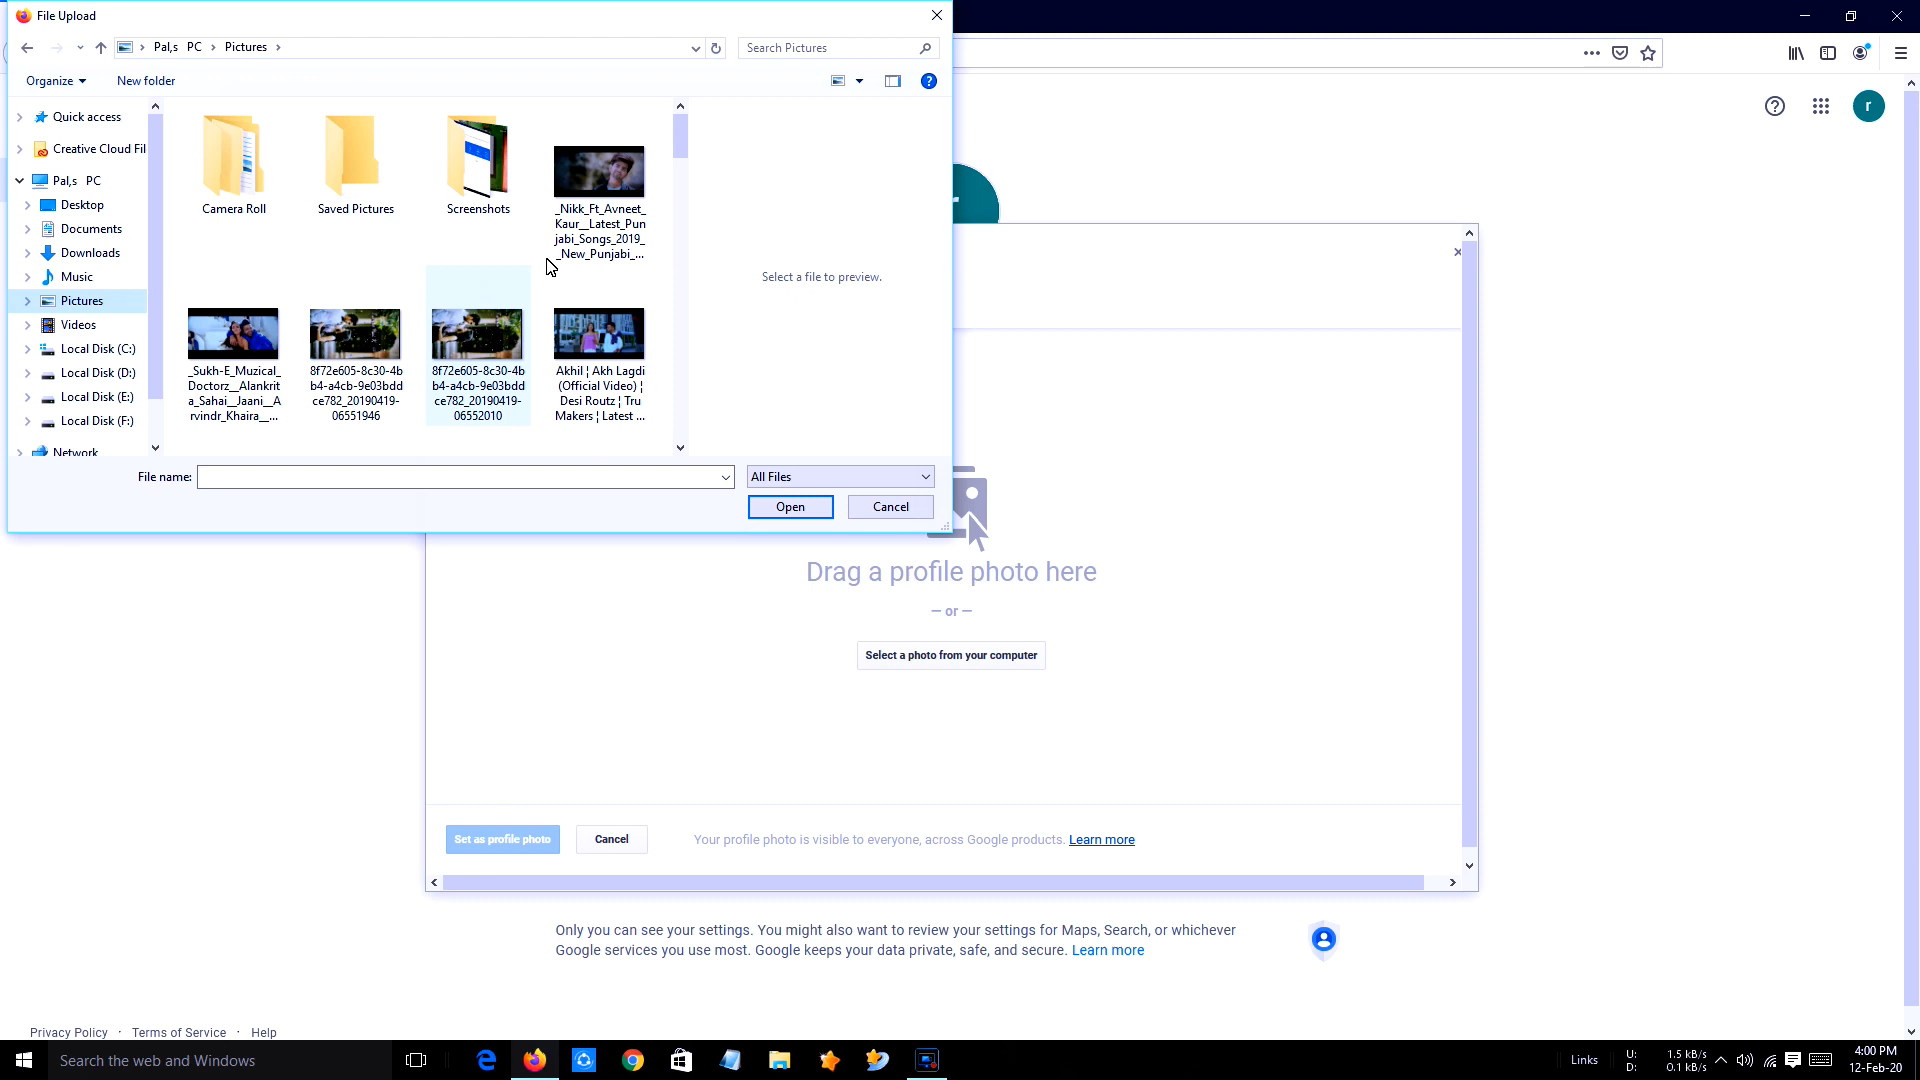 File Upload
Pal,s PC
Pictures
Search Pictures
Organize
New folder
Quick access
Creative Cloud Fil
Pal,s PC
Desktop
Documents
Downloads
Music
Pictures
Videos
Local Disk (C:)
Local Disk (D:)
Local Disk (E:)
Local Disk (F:)
Network
Camera Roll
Saved Pictures
Screenshots
_Nikk_Ft_Avneet_
Kaur__Latest_Pun
jabi_Songs_2019_
_New_Punjabi_...
_Sukh-E_Muzical_
Doctorz__Alankrit
a_Sahai__Jaani__A
rvindr_Khaira__...
8f72e605-8c30-4b
b4-a4cb-9e03bdd
ce782_20190419-
06551946
8f72e605-8c30-4b
b4-a4cb-9e03bdd
ce782_20190419-
06552010
Akhil ¦ Akh Lagdi
(Official Video) ¦
Desi Routz ¦ Tru
Makers ¦ Latest ...
Select a file to preview.
File name:
All Files
Open
Cancel
r
Drag a profile photo here
— or —
Select a photo from your computer
Set as profile photo
Cancel
Your profile photo is visible to everyone, across Google products. Learn more
Only you can see your settings. You might also want to review your settings for Maps, Search, or whichever
Google services you use most. Google keeps your data private, safe, and secure. Learn more
Privacy Policy · Terms of Service · Help
Search the web and Windows
Links
U: 1.5 kB/s
D: 0.1 kB/s
4:00 PM
12-Feb-20